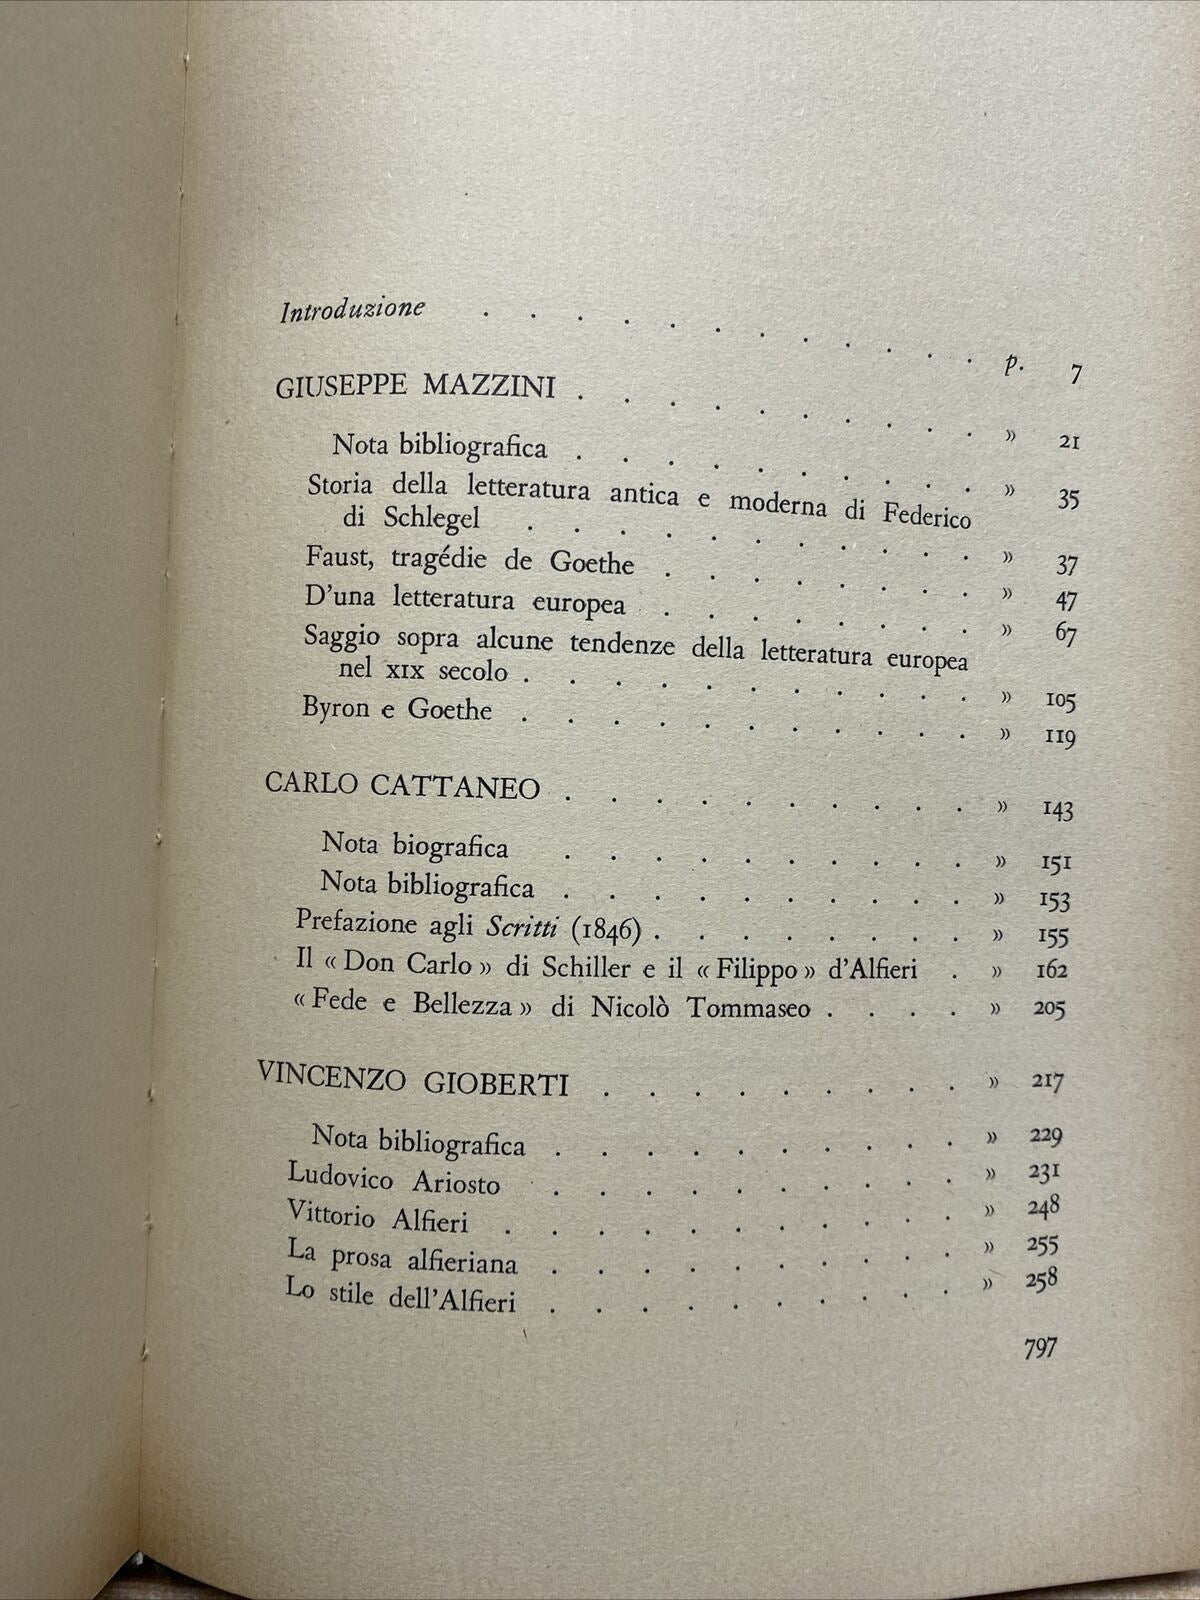 Introduzione . . . . . . . . . . . p. 7
GIUSEPPE MAZZINI . . . . . . . . . » 21
Nota bibliografica . . . . . . . . . » 35
Storia della letteratura antica e moderna di Federico
di Schlegel . . . . . . . . . . » 37
Faust, tragédie de Goethe . . . . . . . » 47
D'una letteratura europea . . . . . . . » 67
Saggio sopra alcune tendenze della letteratura europea
nel XIX secolo . . . . . . . . . . » 105
Byron e Goethe . . . . . . . . . . » 119
CARLO CATTANEO . . . . . . . . . . » 143
Nota biografica . . . . . . . . . . » 151
Nota bibliografica . . . . . . . . . . » 153
Prefazione agli Scritti (1846) . . . . . . . . » 155
Il « Don Carlo » di Schiller e il « Filippo » d'Alfieri . » 162
« Fede e Bellezza » di Nicolò Tommaseo . . . . » 205
VINCENZO GIOBERTI . . . . . . . . . » 217
Nota bibliografica . . . . . . . . . . » 229
Ludovico Ariosto . . . . . . . . . . » 231
Vittorio Alfieri . . . . . . . . . . . » 248
La prosa alfieriana . . . . . . . . . . » 255
Lo stile dell'Alfieri . . . . . . . . . . » 258
797